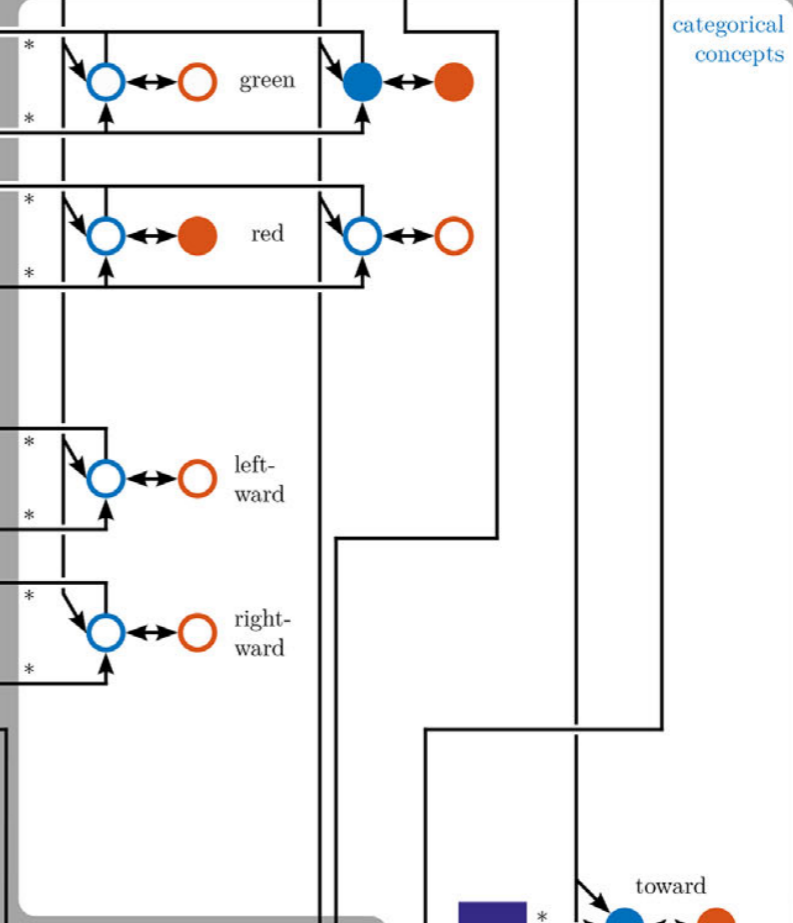 categorical
concepts
*
green
*
*
red
*
*
left-
ward
*
*
right-
ward
*
toward
*